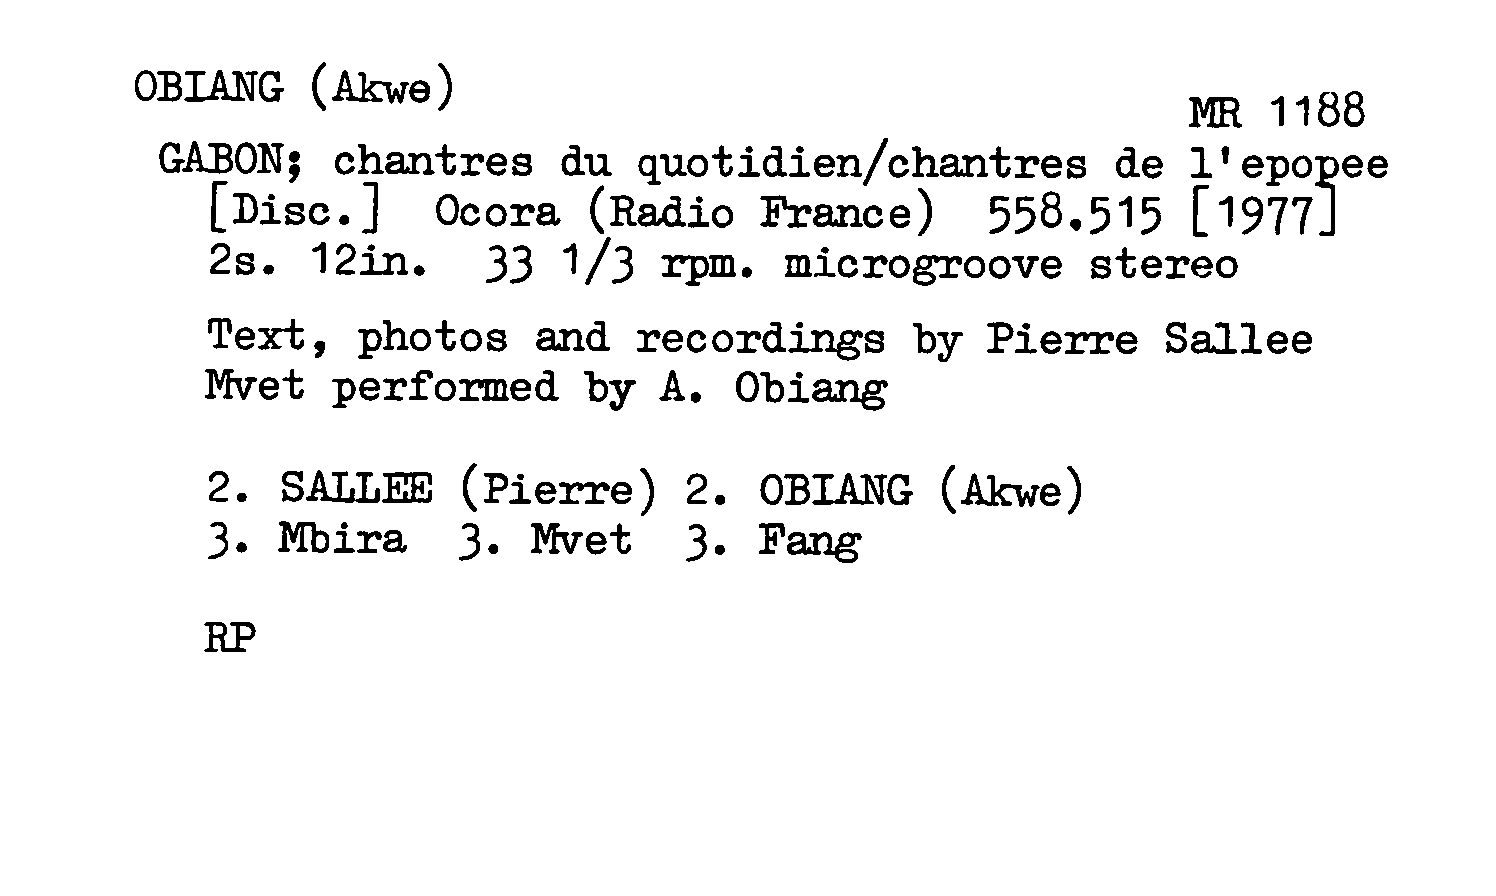 OBIANG (Akwe)
MR 1188
GABON; chantres du quotidien/chantres de l'epopee
[Disc.] Ocora (Radio France) 558.515 [1977]
2s. 12in. 33 1/3 rpm. microgroove stereo
Text, photos and recordings by Pierre Sallee
Mvet performed by A. Obiang
2. SALLEE (Pierre) 2. OBIANG (Akwe)
3. Mbira 3. Mvet 3. Fang
RP